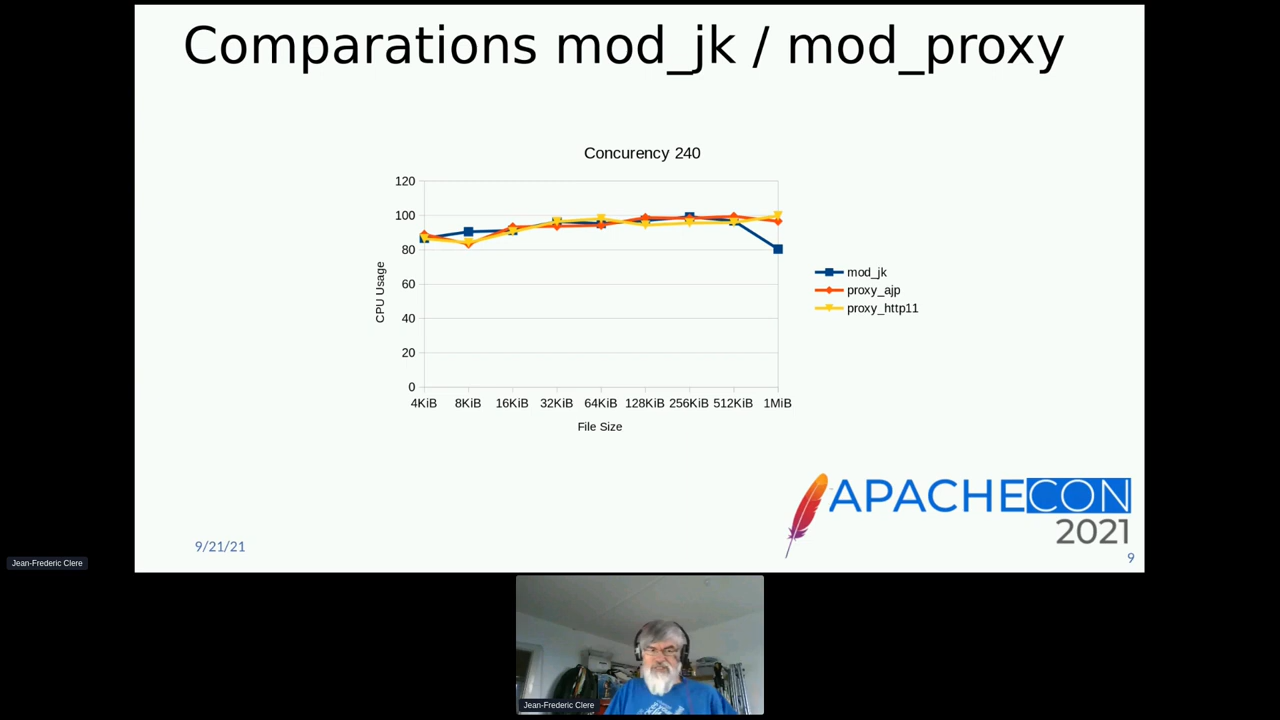 Comparations mod_jk / mod_proxy
Concurency 240
120
100
80
60
40
20
0
CPU Usage
4KiB 8KiB 16KiB 32KiB 64KiB 128KiB 256KiB 512KiB 1MiB
File Size
mod_jk
proxy_ajp
proxy_http11
APACHECON
2021
9/21/21
9
Jean-Frederic Clere
Jean-Frederic Clere